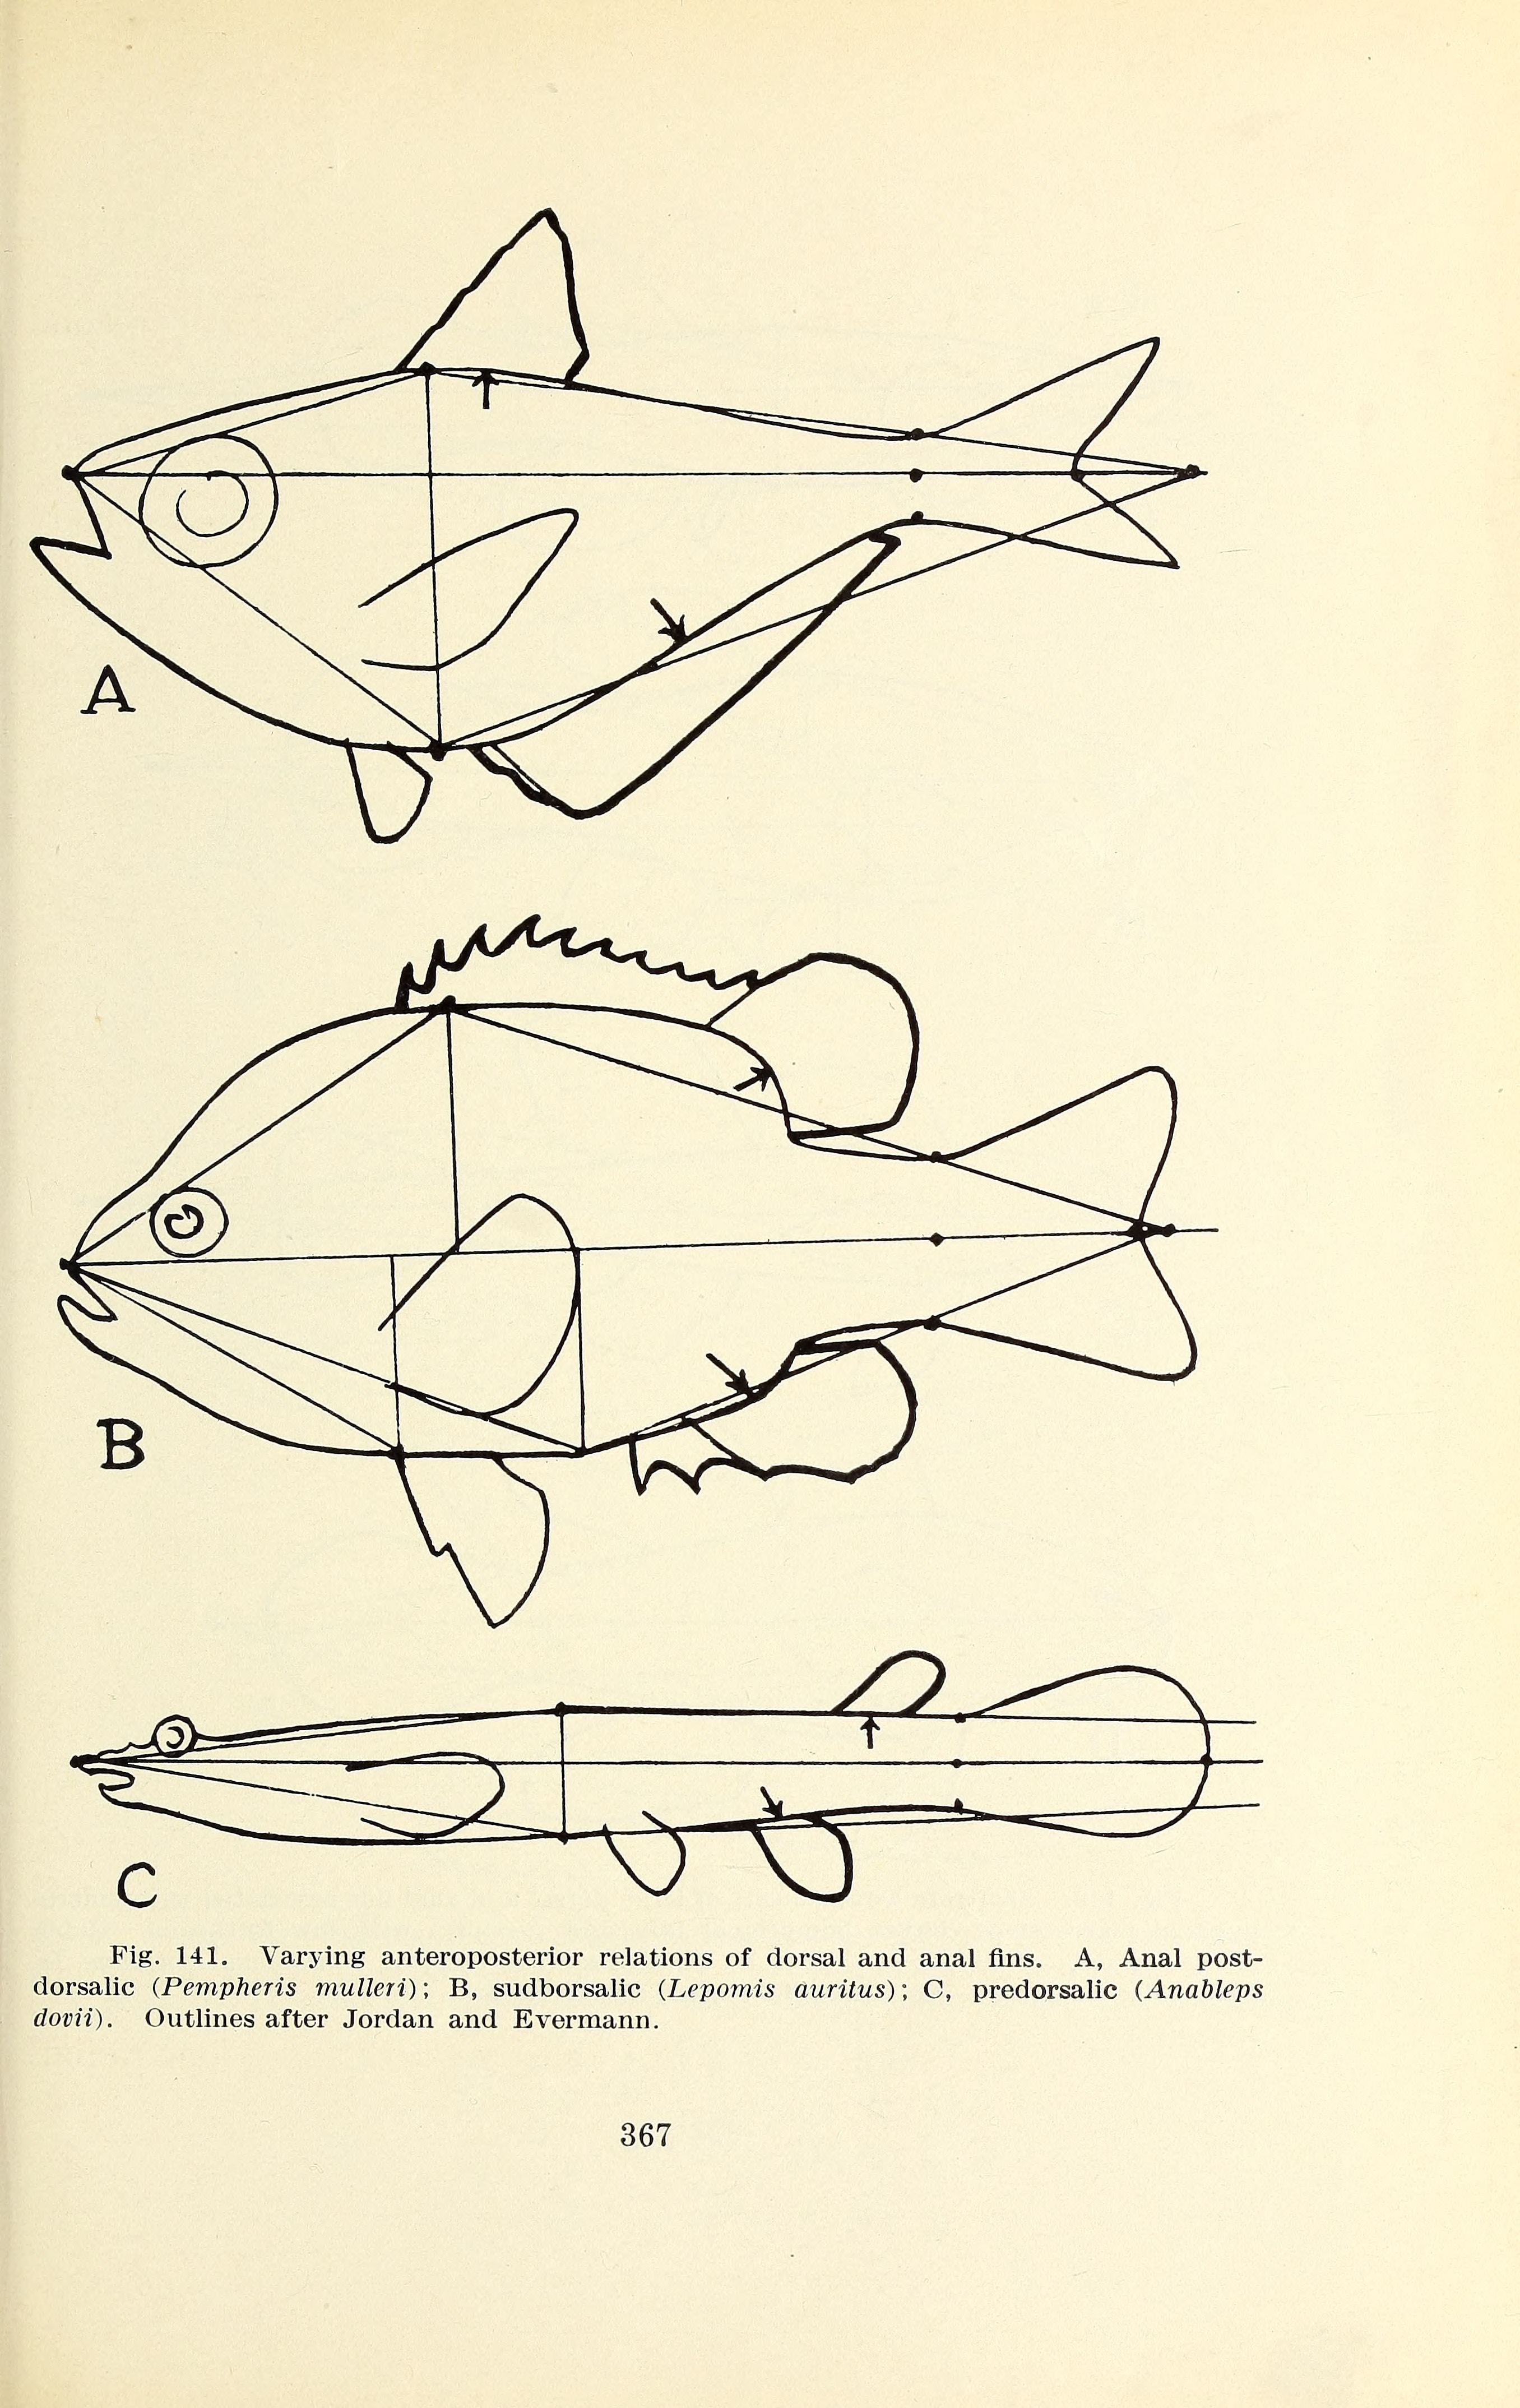 A
B
C
Fig. 141. Varying anteroposterior relations of dorsal and anal fins. A, Anal post-
dorsalic (Pempheris mulleri); B, sudborsalic (Lepomis auritus); C, predorsalic (Anableps
dovii). Outlines after Jordan and Evermann.
367